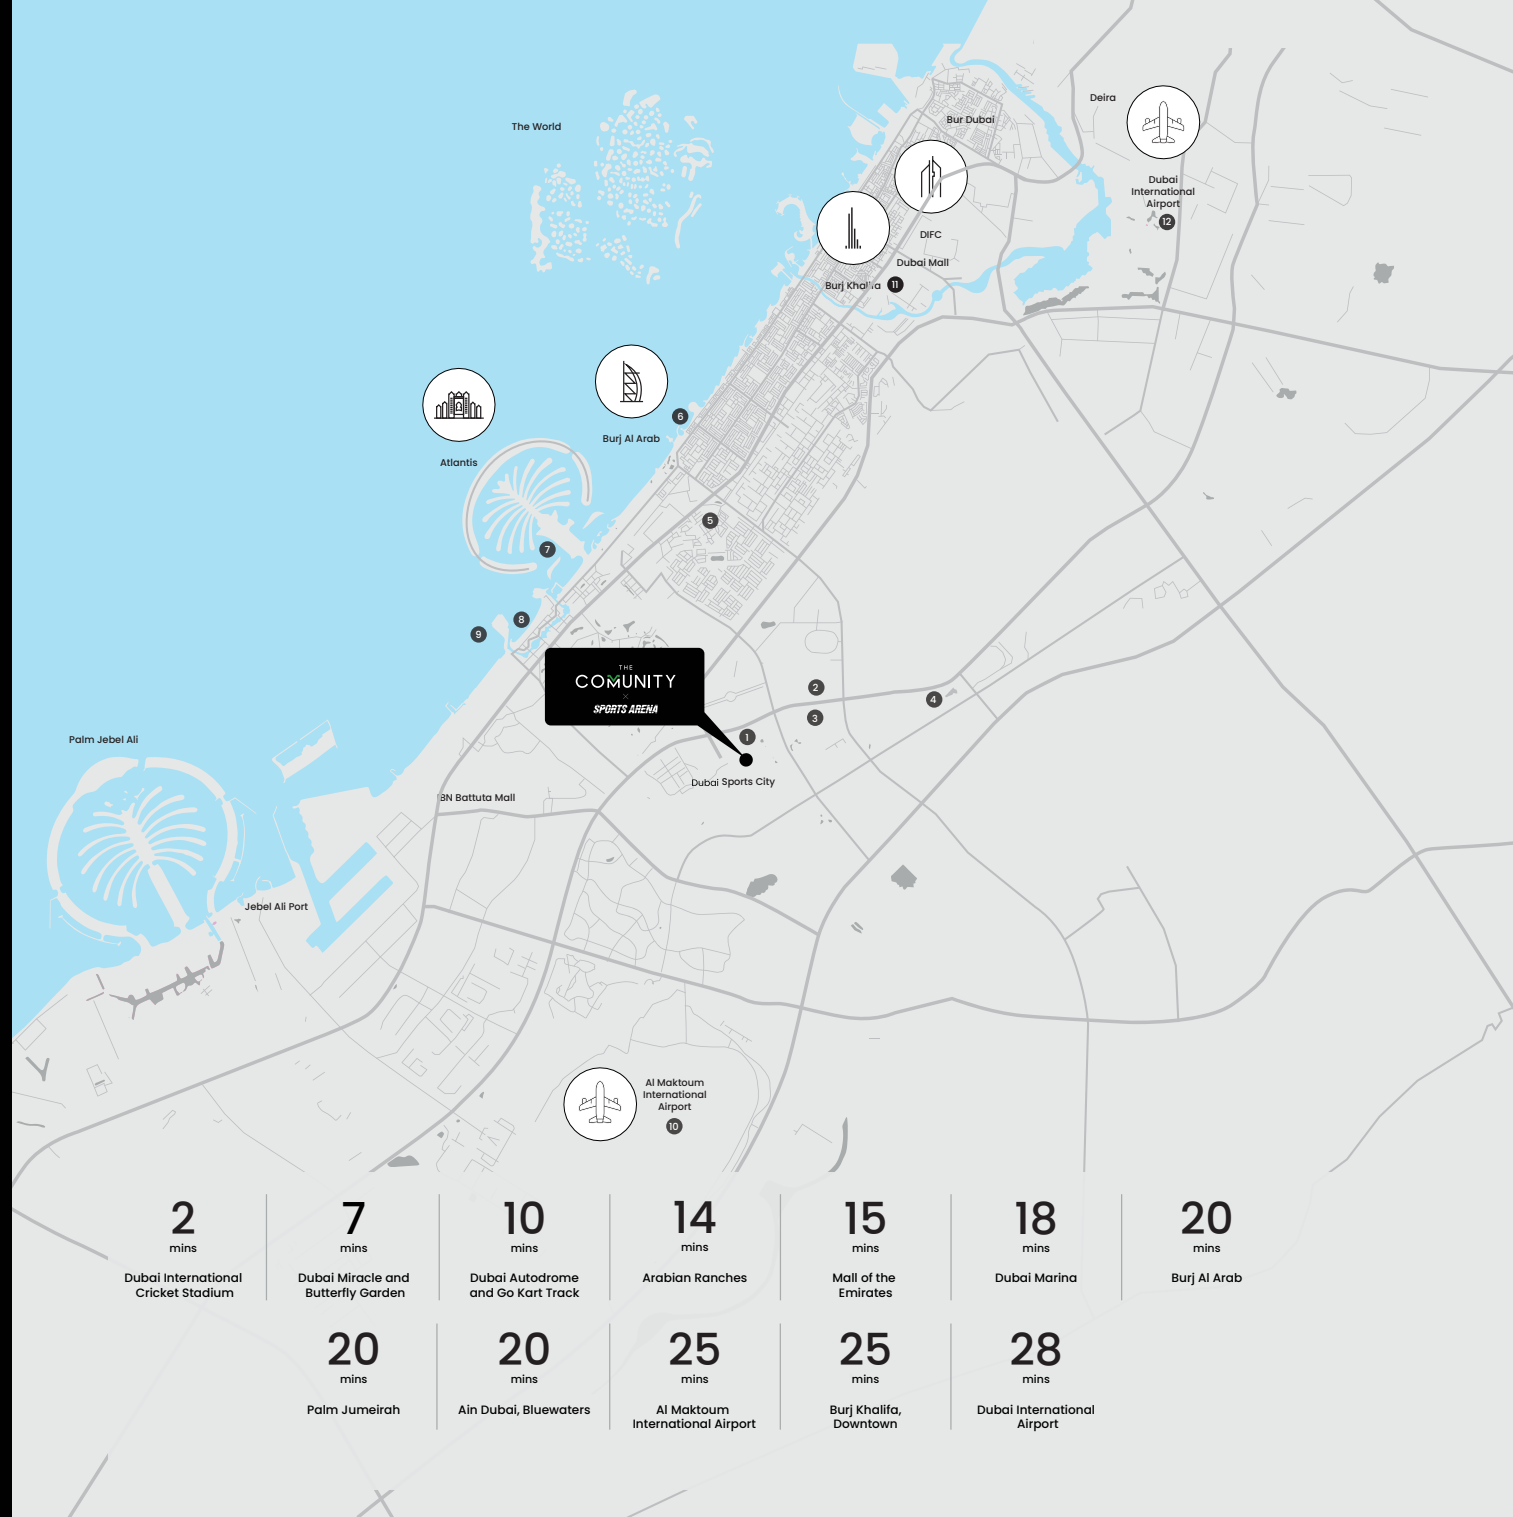 Deira
Bur Dubai
The World
Dubai
International
Airport
12
DIFC
Dubai Mall
Burj Khalifa
11
6
Burj Al Arab
Atlantis
5
7
8
9
THE
COMUNITY
×
SPORTS ARENA
2
4
3
1
Palm Jebel Ali
Dubai Sports City
IBN Battuta Mall
Jebel Ali Port
Al Maktoum
International
Airport
10
2
mins
Dubai International
Cricket Stadium
7
mins
Dubai Miracle and
Butterfly Garden
10
mins
Dubai Autodrome
and Go Kart Track
14
mins
Arabian Ranches
15
mins
Mall of the
Emirates
18
mins
Dubai Marina
20
mins
Burj Al Arab
20
mins
Palm Jumeirah
20
mins
Ain Dubai, Bluewaters
25
mins
Al Maktoum
International Airport
25
mins
Burj Khalifa,
Downtown
28
mins
Dubai International
Airport